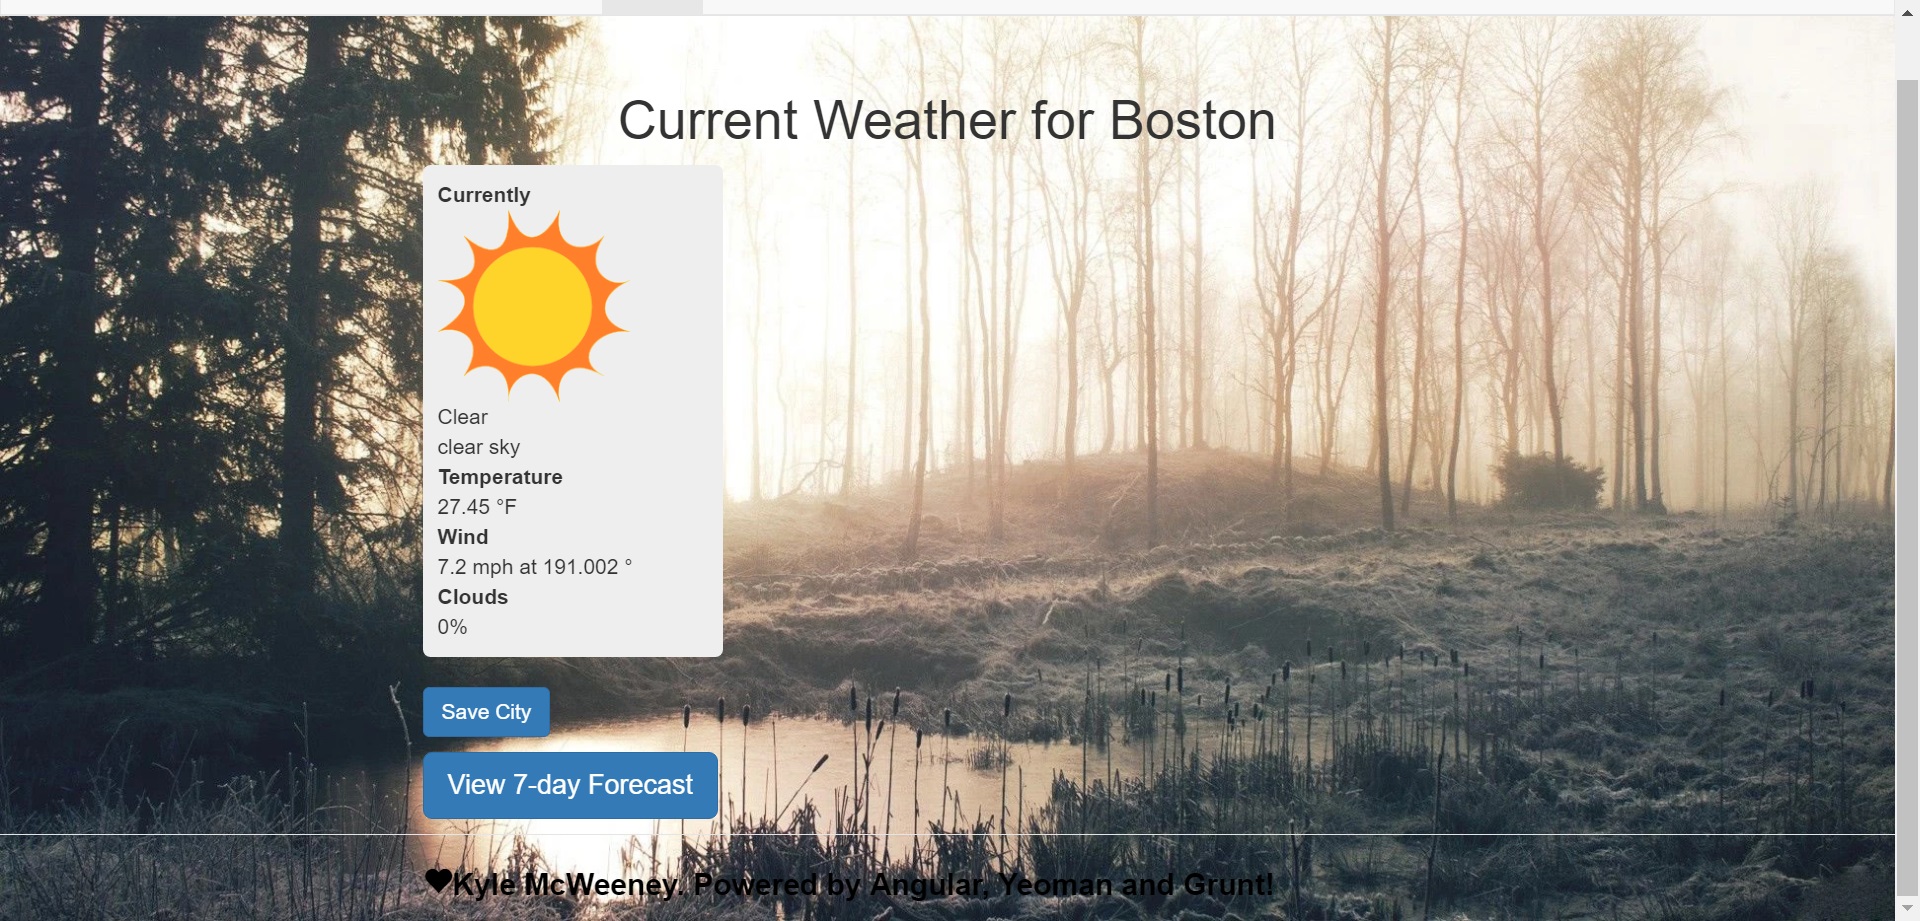 Current Weather for Boston
Currently
Clear
clear sky
Temperature
27.45 °F
Wind
7.2 mph at 191.002 °
Clouds
0%
Save City
View 7-day Forecast
♥Kyle McWeeney. Powered by Angular, Yeoman and Grunt!